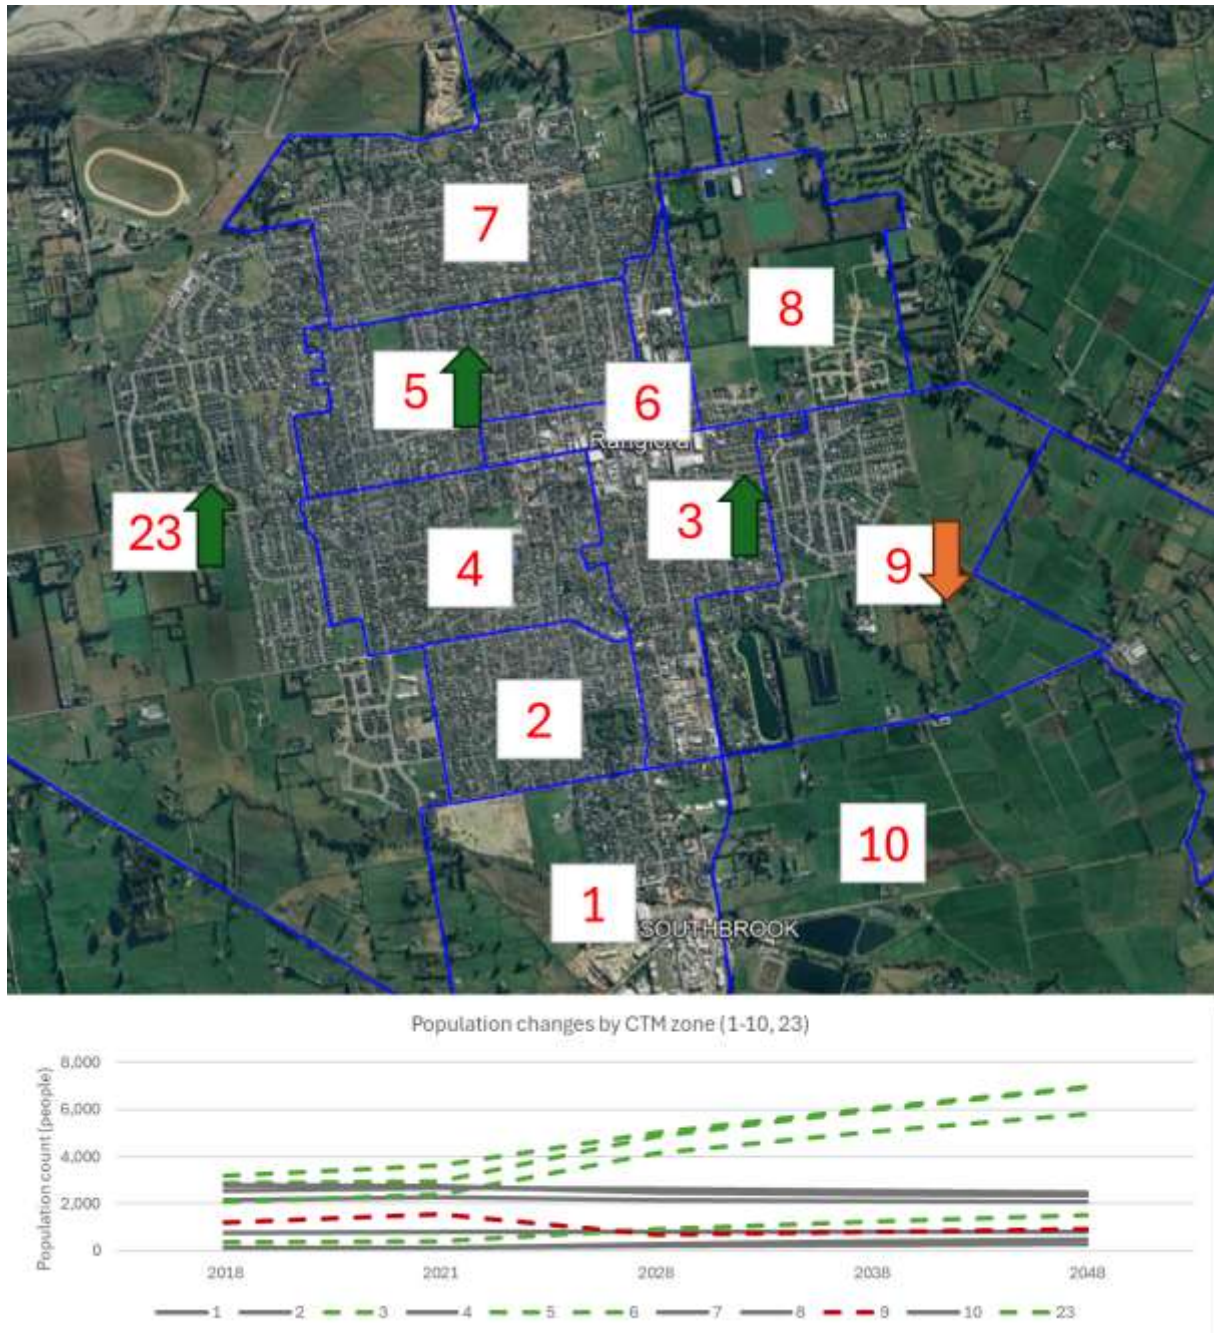 7
8
5
6
Rangiora
23
3
4
9
2
10
1
SOUTHBROOK
Population changes by CTM zone (1-10, 23)
Population count (people)
8,000
6,000
4,000
2,000
0
2018 2021 2028 2038 2048
1 2 3 4 5 6 7 8 9 10 23